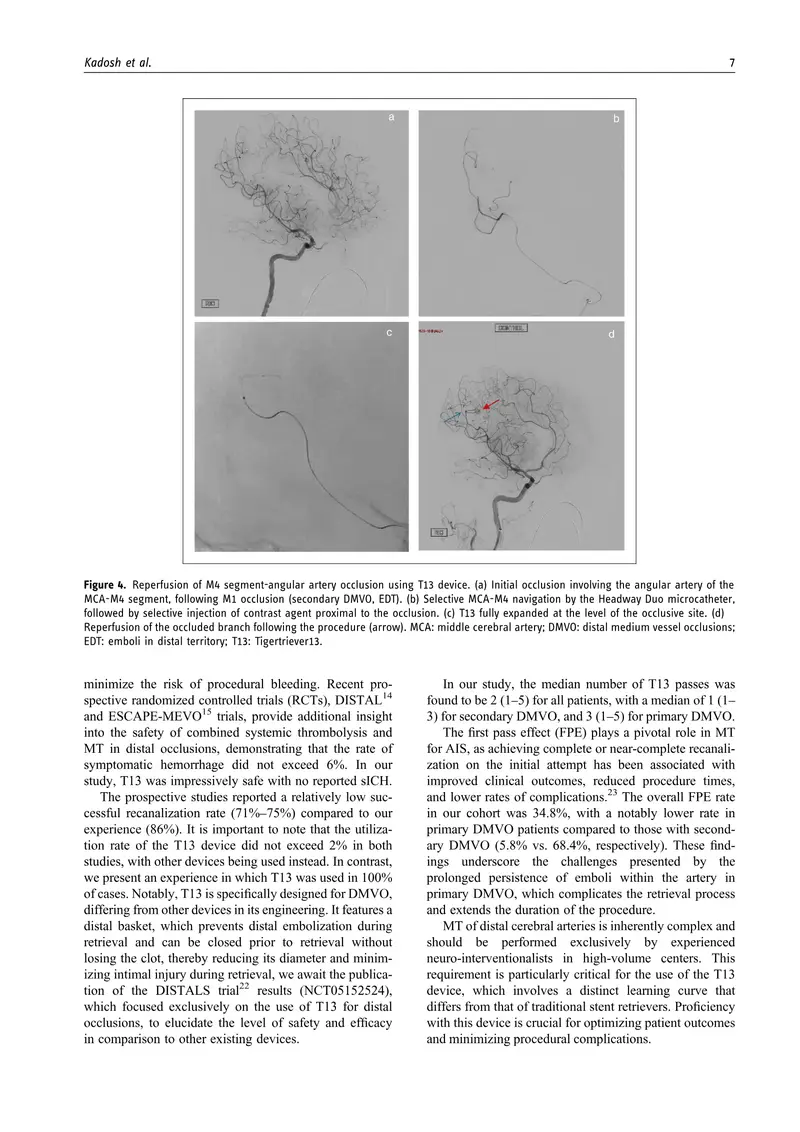 Kadosh et al.
7
a
b
c
CONTROL
d
Figure 4. Reperfusion of M4 segment-angular artery occlusion using T13 device. (a) Initial occlusion involving the angular artery of the
MCA-M4 segment, following M1 occlusion (secondary DMVO, EDT). (b) Selective MCA-M4 navigation by the Headway Duo microcatheter,
followed by selective injection of contrast agent proximal to the occlusion. (c) T13 fully expanded at the level of the occlusive site. (d)
Reperfusion of the occluded branch following the procedure (arrow). MCA: middle cerebral artery; DMVO: distal medium vessel occlusions;
EDT: emboli in distal territory; T13: Tigertriever13.
minimize the risk of procedural bleeding. Recent pro-
spective randomized controlled trials (RCTs), DISTAL14
and ESCAPE-MEVO15 trials, provide additional insight
into the safety of combined systemic thrombolysis and
MT in distal occlusions, demonstrating that the rate of
symptomatic hemorrhage did not exceed 6%. In our
study, T13 was impressively safe with no reported sICH.
The prospective studies reported a relatively low suc-
cessful recanalization rate (71%–75%) compared to our
experience (86%). It is important to note that the utiliza-
tion rate of the T13 device did not exceed 2% in both
studies, with other devices being used instead. In contrast,
we present an experience in which T13 was used in 100%
of cases. Notably, T13 is specifically designed for DMVO,
differing from other devices in its engineering. It features a
distal basket, which prevents distal embolization during
retrieval and can be closed prior to retrieval without
losing the clot, thereby reducing its diameter and minim-
izing intimal injury during retrieval, we await the publica-
tion of the DISTALS trial22 results (NCT05152524),
which focused exclusively on the use of T13 for distal
occlusions, to elucidate the level of safety and efficacy
in comparison to other existing devices.
In our study, the median number of T13 passes was
found to be 2 (1–5) for all patients, with a median of 1 (1–
3) for secondary DMVO, and 3 (1–5) for primary DMVO.
The first pass effect (FPE) plays a pivotal role in MT
for AIS, as achieving complete or near-complete recanali-
zation on the initial attempt has been associated with
improved clinical outcomes, reduced procedure times,
and lower rates of complications.23 The overall FPE rate
in our cohort was 34.8%, with a notably lower rate in
primary DMVO patients compared to those with second-
ary DMVO (5.8% vs. 68.4%, respectively). These find-
ings underscore the challenges presented by the
prolonged persistence of emboli within the artery in
primary DMVO, which complicates the retrieval process
and extends the duration of the procedure.
MT of distal cerebral arteries is inherently complex and
should be performed exclusively by experienced
neuro-interventionalists in high-volume centers. This
requirement is particularly critical for the use of the T13
device, which involves a distinct learning curve that
differs from that of traditional stent retrievers. Proficiency
with this device is crucial for optimizing patient outcomes
and minimizing procedural complications.